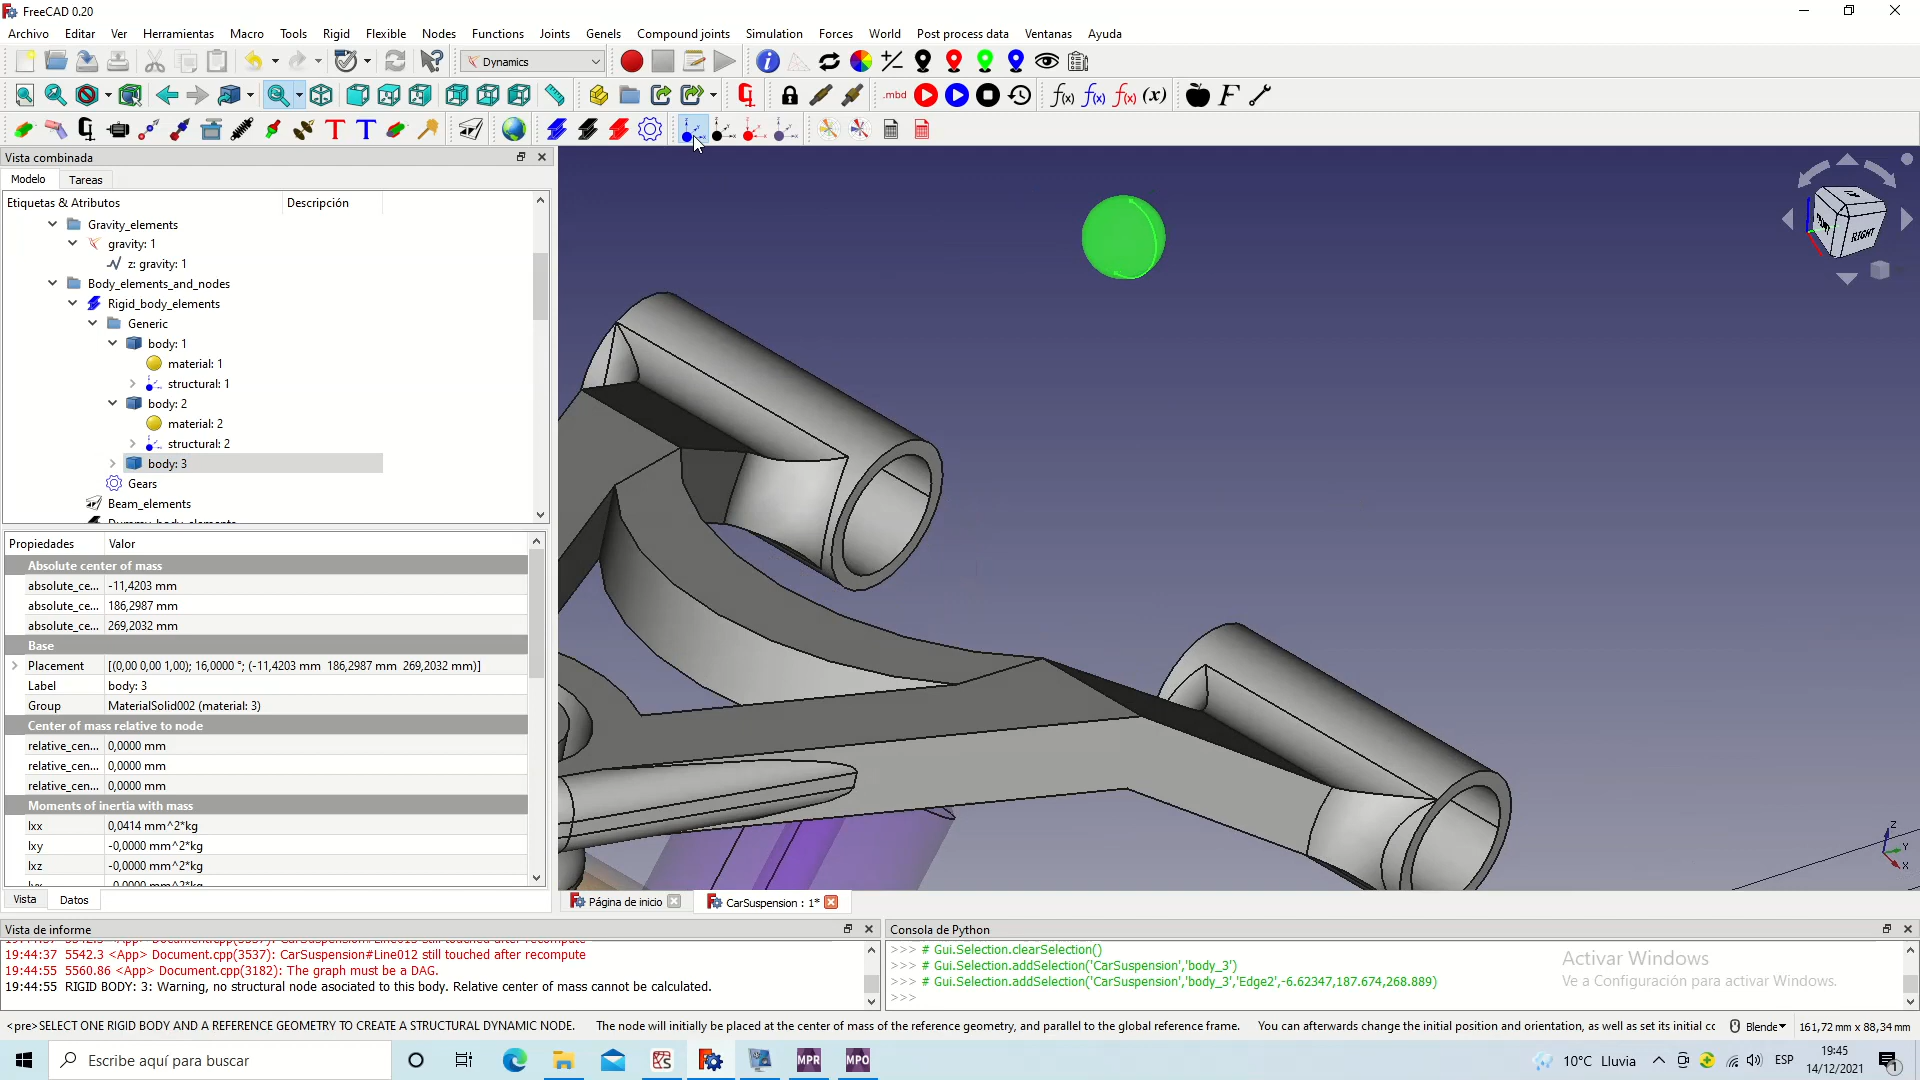 FreeCAD 0.20
Archivo Editar Ver Herramientas Macro Tools Rigid Flexible Nodes Functions Joints Genels Compound joints Simulation Forces World Post process data Ventanas Ayuda
Dynamics
.mbd f(x) f(x) f(x) (x) F
T T
Vista combinada
Modelo Tareas
Etiquetas & Atributos Descripción
Gravity_elements
gravity: 1
z: gravity: 1
Body_elements_and_nodes
Rigid_body_elements
Generic
body: 1
material: 1
structural: 1
body: 2
material: 2
structural: 2
body: 3
Gears
Beam_elements
Propiedades Valor
Absolute center of mass
absolute_ce... -11,4203 mm
absolute_ce... 186,2987 mm
absolute_ce... 269,2032 mm
Base
Placement [(0,00 0,00 1,00); 16,0000 °; (-11,4203 mm 186,2987 mm 269,2032 mm)]
Label body: 3
Group MaterialSolid002 (material: 3)
Center of mass relative to node
relative_cen... 0,0000 mm
relative_cen... 0,0000 mm
relative_cen... 0,0000 mm
Moments of inertia with mass
Ixx 0,0414 mm^2*kg
Ixy -0,0000 mm^2*kg
Ixz -0,0000 mm^2*kg
Vista Datos
RIGHT
Z
Y
X
Página de inicio CarSuspension : 1*
Vista de informe
19:44:37 5542.3 <App> Document.cpp(3537): CarSuspension#Line012 still touched after recompute
19:44:55 5560.86 <App> Document.cpp(3182): The graph must be a DAG.
19:44:55 RIGID BODY: 3: Warning, no structural node asociated to this body. Relative center of mass cannot be calculated.
Consola de Python
>>> # Gui.Selection.clearSelection()
>>> # Gui.Selection.addSelection('CarSuspension','body_3')
>>> # Gui.Selection.addSelection('CarSuspension','body_3','Edge2',-6.62347,187.674,268.889)
>>>
Activar Windows
Ve a Configuración para activar Windows.
<pre>SELECT ONE RIGID BODY AND A REFERENCE GEOMETRY TO CREATE A STRUCTURAL DYNAMIC NODE. The node will initially be placed at the center of mass of the reference geometry, and parallel to the global reference frame. You can afterwards change the initial position and orientation, as well as set its initial cc
Blender 161,72 mm x 88,34 mm
Escribe aquí para buscar
MPR MPO
10°C Lluvia ESP
19:45
14/12/2021
1